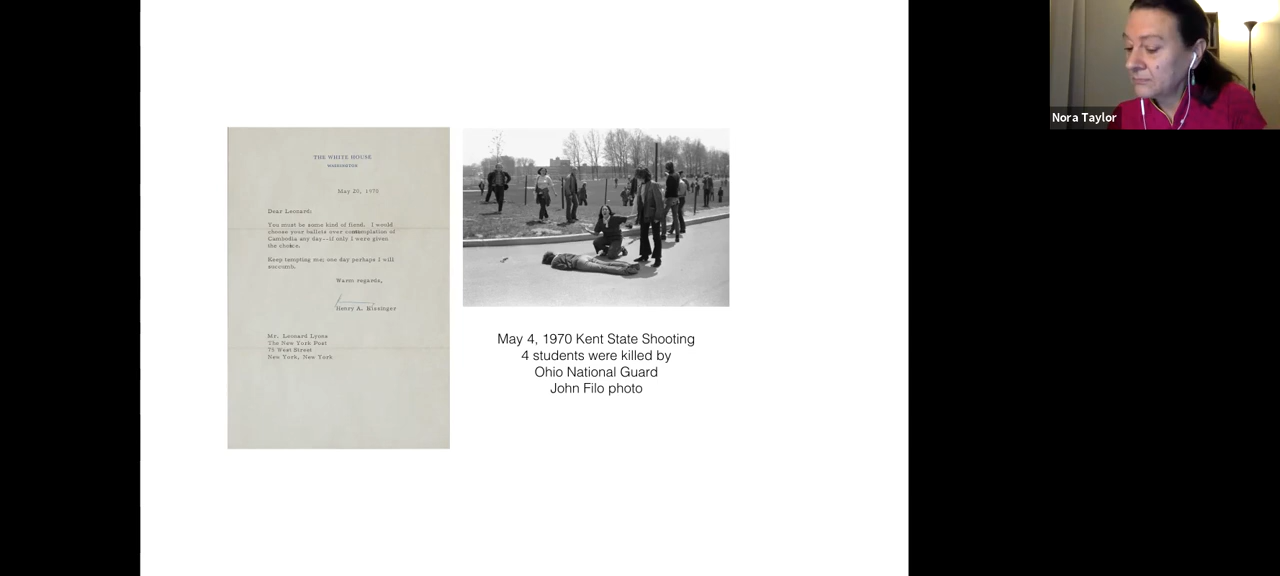 THE WHITE HOUSE
WASHINGTON
May 20, 1970
Dear Leonard:
You must be some kind of fiend. I would
choose your ballets over contemplation of
Cambodia any day--if only I were given
the choice.
Keep tempting me; one day perhaps I will
succumb.
Warm regards,
Henry A. Kissinger
Mr. Leonard Lyons
The New York Post
75 West Street
New York, New York
May 4, 1970 Kent State Shooting
4 students were killed by
Ohio National Guard
John Filo photo
Nora Taylor